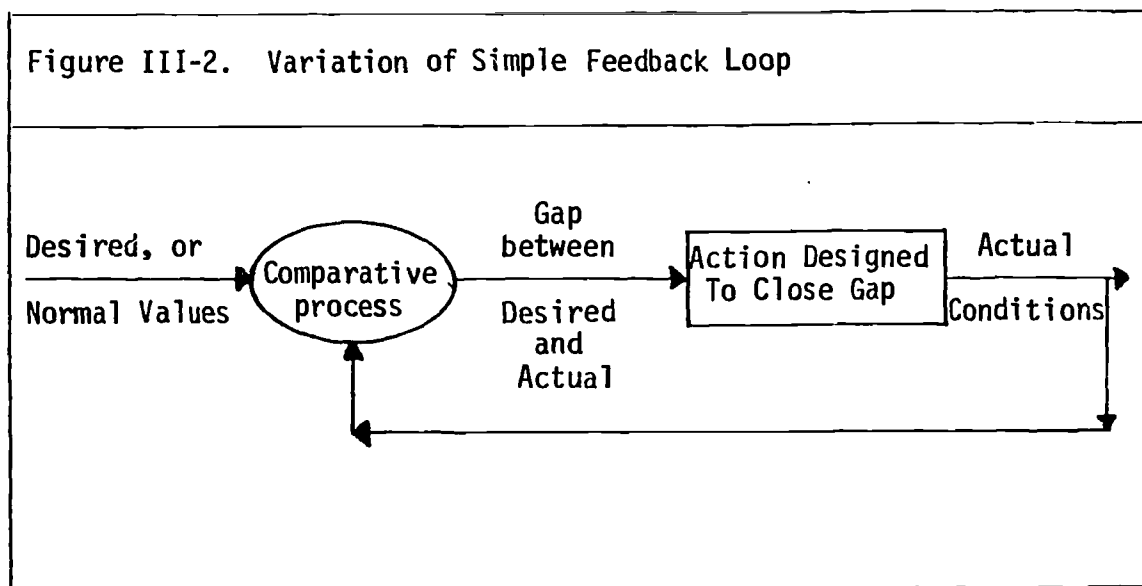 Figure III-2. Variation of Simple Feedback Loop
Desired, or
Normal Values
Comparative
process
Gap
between
Desired
and
Actual
Action Designed
To Close Gap
Actual
Conditions